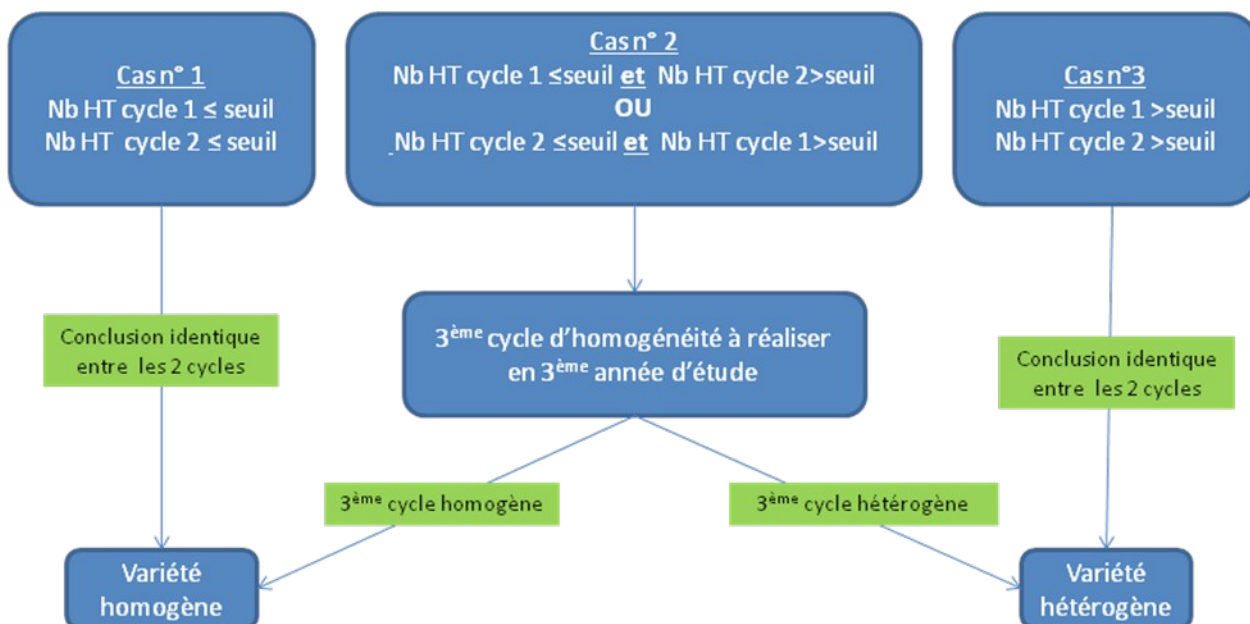 Cas n° 1
Nb HT cycle 1 ≤ seuil
Nb HT cycle 2 ≤ seuil
Cas n° 2
Nb HT cycle 1 ≤seuil et Nb HT cycle 2>seuil
OU
Nb HT cycle 2 ≤seuil et Nb HT cycle 1>seuil
Cas n°3
Nb HT cycle 1 >seuil
Nb HT cycle 2 >seuil
Conclusion identique
entre les 2 cycles
3ème cycle d'homogénéité à réaliser
en 3ème année d'étude
Conclusion identique
entre les 2 cycles
3ème cycle homogène
3ème cycle hétérogène
Variété
homogène
Variété
hétérogène